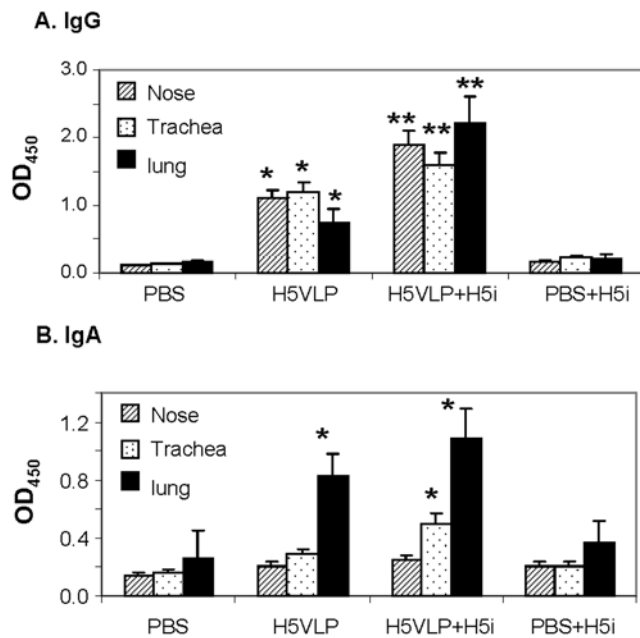 A. IgG
3.0
2.0
1.0
0.0
OD450
Nose
Trachea
lung
* * *
** ** **
PBS H5VLP H5VLP+H5i PBS+H5i
B. IgA
1.2
0.8
0.4
0.0
OD450
Nose
Trachea
lung
*
* *
PBS H5VLP H5VLP+H5i PBS+H5i